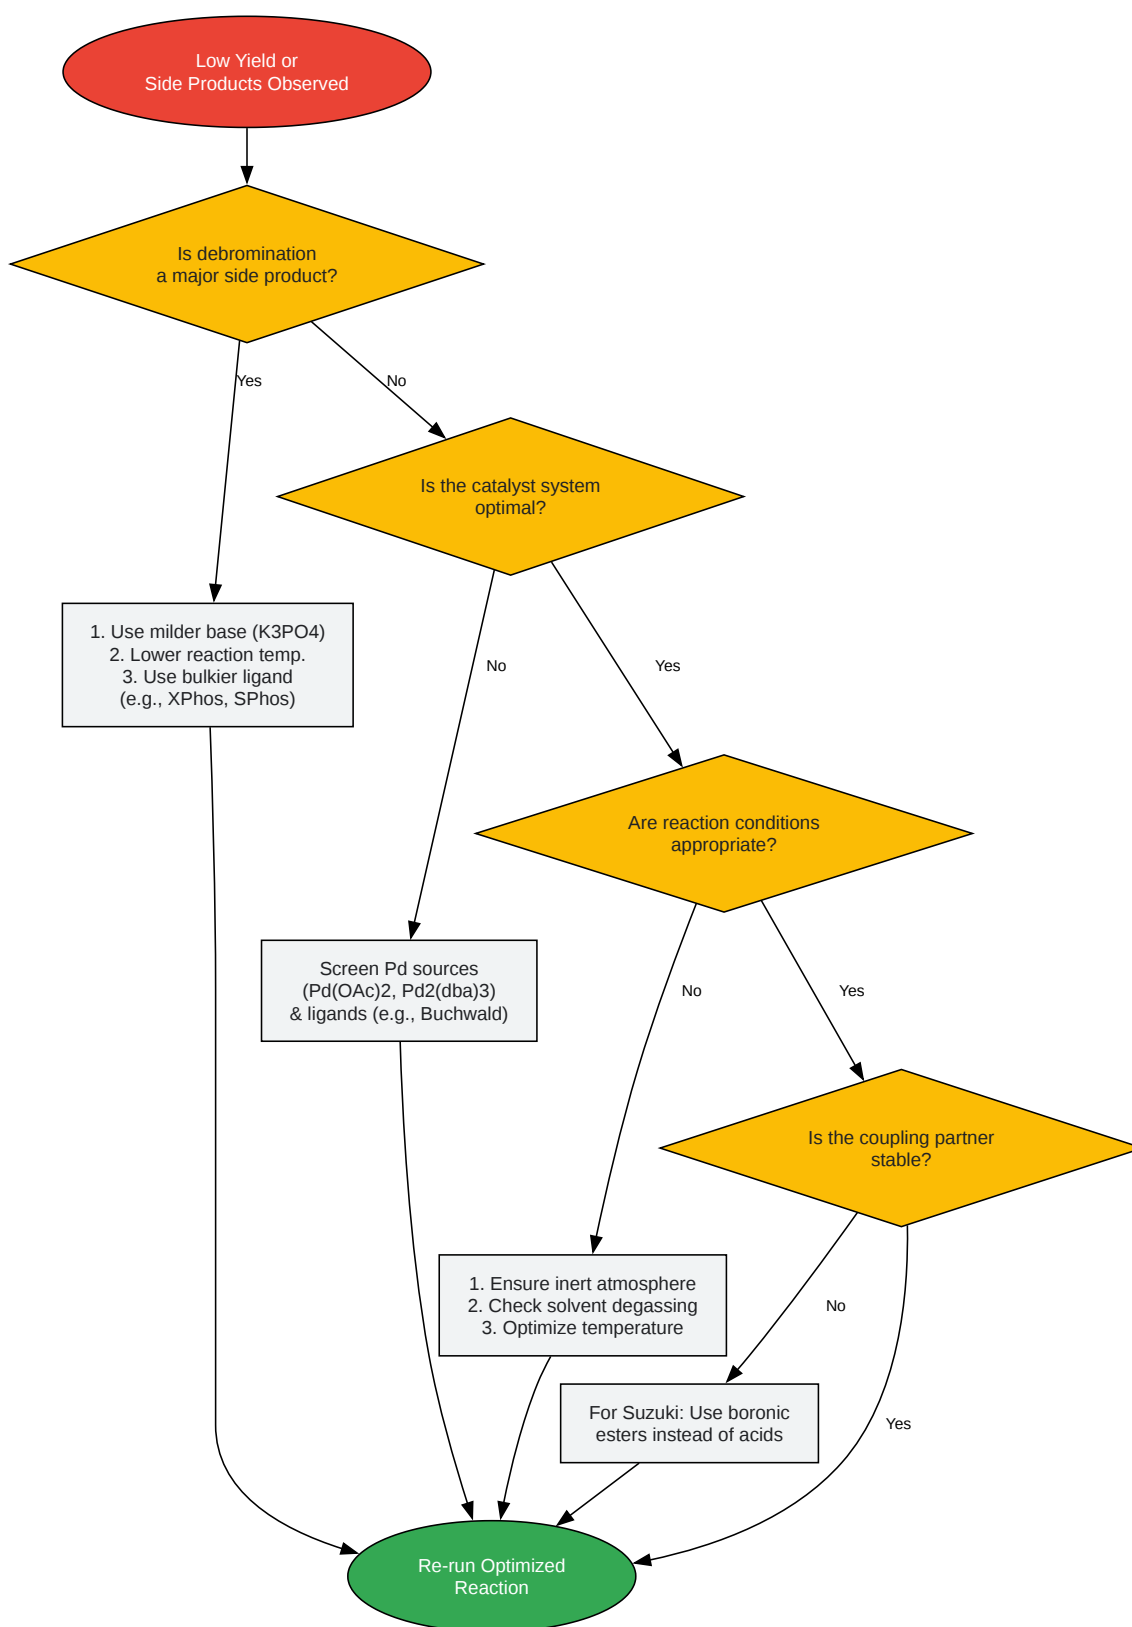 Low Yield or
Side Products Observed
Is debromination
a major side product?
Yes
No
Is the catalyst system
optimal?
1. Use milder base (K3PO4)
2. Lower reaction temp.
3. Use bulkier ligand
(e.g., XPhos, SPhos)
No
Yes
Are reaction conditions
appropriate?
Screen Pd sources
(Pd(OAc)2, Pd2(dba)3)
& ligands (e.g., Buchwald)
No
Yes
Is the coupling partner
stable?
1. Ensure inert atmosphere
2. Check solvent degassing
3. Optimize temperature
No
For Suzuki: Use boronic
esters instead of acids
Yes
Re-run Optimized
Reaction